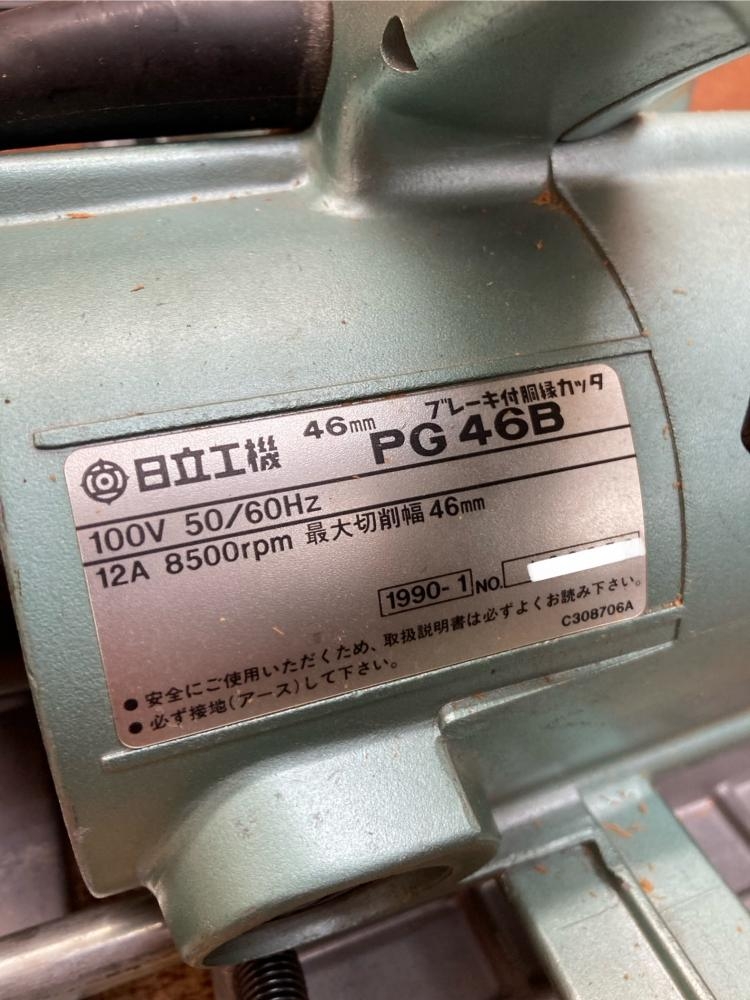 46mm ブレーキ付胴縁カッタ
日立工機 PG 46B
100V 50/60Hz
12A 8500rpm 最大切削幅 46mm
1990-1 NO.
● 安全にご使用いただくため、取扱説明書は必ずよくお読み下さい。
● 必ず接地(アース)して下さい。
C308706A